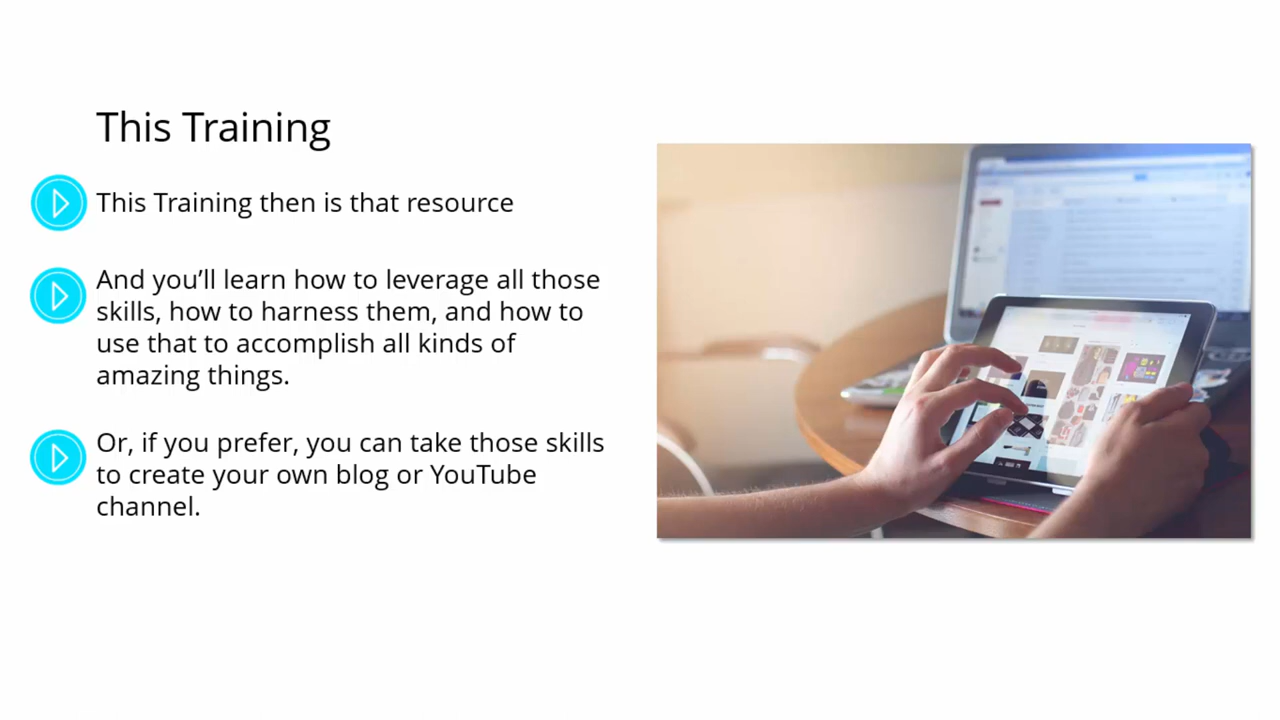 This Training
This Training then is that resource
And you’ll learn how to leverage all those
skills, how to harness them, and how to
use that to accomplish all kinds of
amazing things.
Or, if you prefer, you can take those skills
to create your own blog or YouTube
channel.